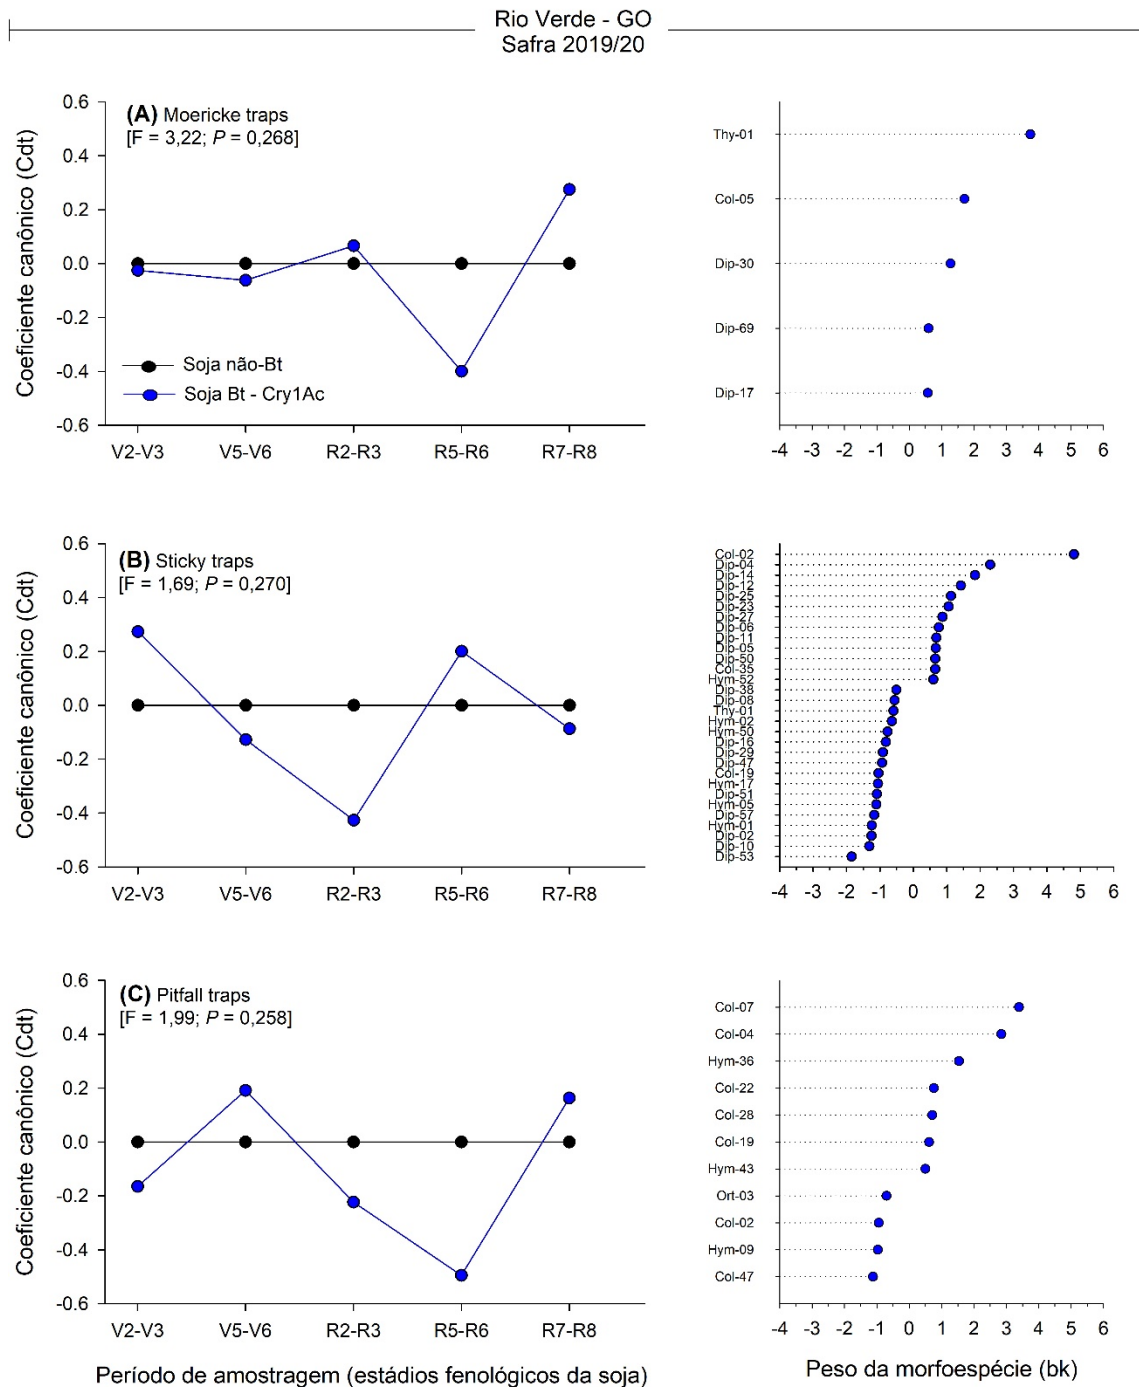 Rio Verde - GO
Safra 2019/20
(A) Moericke traps
[F = 3,22; P = 0,268]
Coeficiente canônico (Cdt)
0.6
0.4
0.2
0.0
-0.2
-0.4
-0.6
Soja não-Bt
Soja Bt - Cry1Ac
V2-V3 V5-V6 R2-R3 R5-R6 R7-R8
Thy-01
Col-05
Dip-30
Dip-69
Dip-17
-4 -3 -2 -1 0 1 2 3 4 5 6
(B) Sticky traps
[F = 1,69; P = 0,270]
Coeficiente canônico (Cdt)
0.6
0.4
0.2
0.0
-0.2
-0.4
-0.6
V2-V3 V5-V6 R2-R3 R5-R6 R7-R8
Col-02
Dip-04
Dip-14
Dip-12
Dip-25
Dip-23
Dip-27
Dip-06
Dip-11
Dip-05
Dip-50
Col-35
Hym-52
Dip-38
Dip-08
Thy-01
Hym-02
Hym-50
Dip-16
Dip-29
Dip-47
Col-19
Hym-17
Dip-51
Hym-05
Dip-57
Hym-01
Dip-02
Dip-10
Dip-53
-4 -3 -2 -1 0 1 2 3 4 5 6
(C) Pitfall traps
[F = 1,99; P = 0,258]
Coeficiente canônico (Cdt)
0.6
0.4
0.2
0.0
-0.2
-0.4
-0.6
V2-V3 V5-V6 R2-R3 R5-R6 R7-R8
Período de amostragem (estádios fenológicos da soja)
Col-07
Col-04
Hym-36
Col-22
Col-28
Col-19
Hym-43
Ort-03
Col-02
Hym-09
Col-47
-4 -3 -2 -1 0 1 2 3 4 5 6
Peso da morfoespécie (bk)